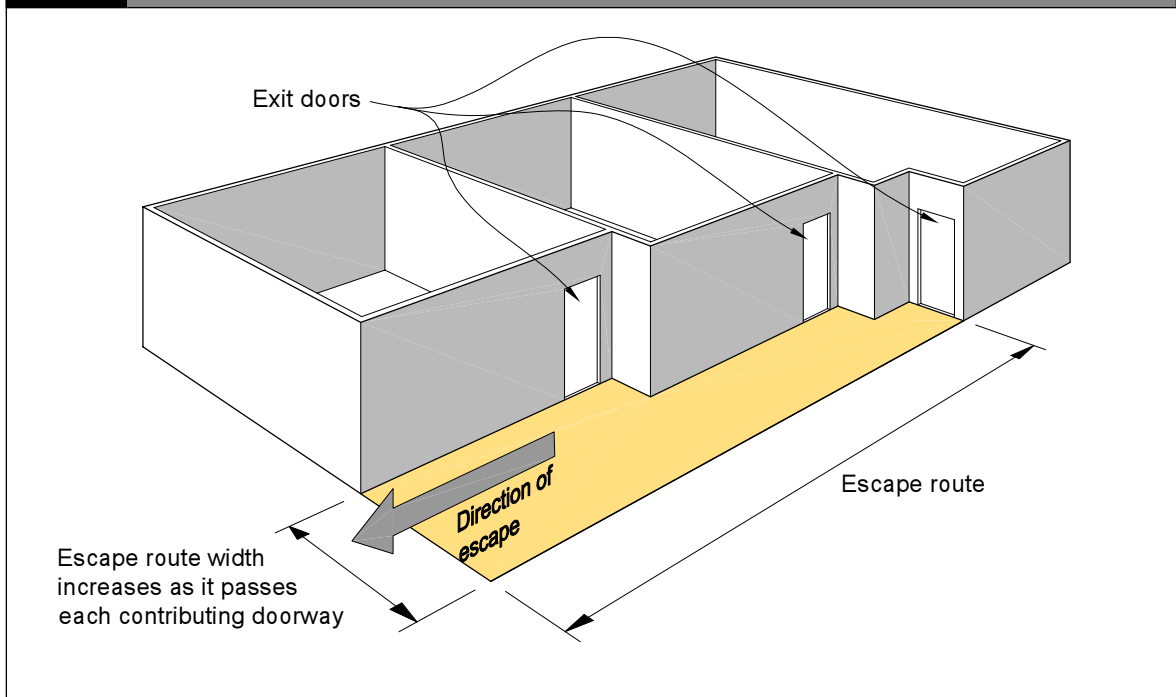 Exit doors
Escape route
Direction of
escape
Escape route width
increases as it passes
each contributing doorway